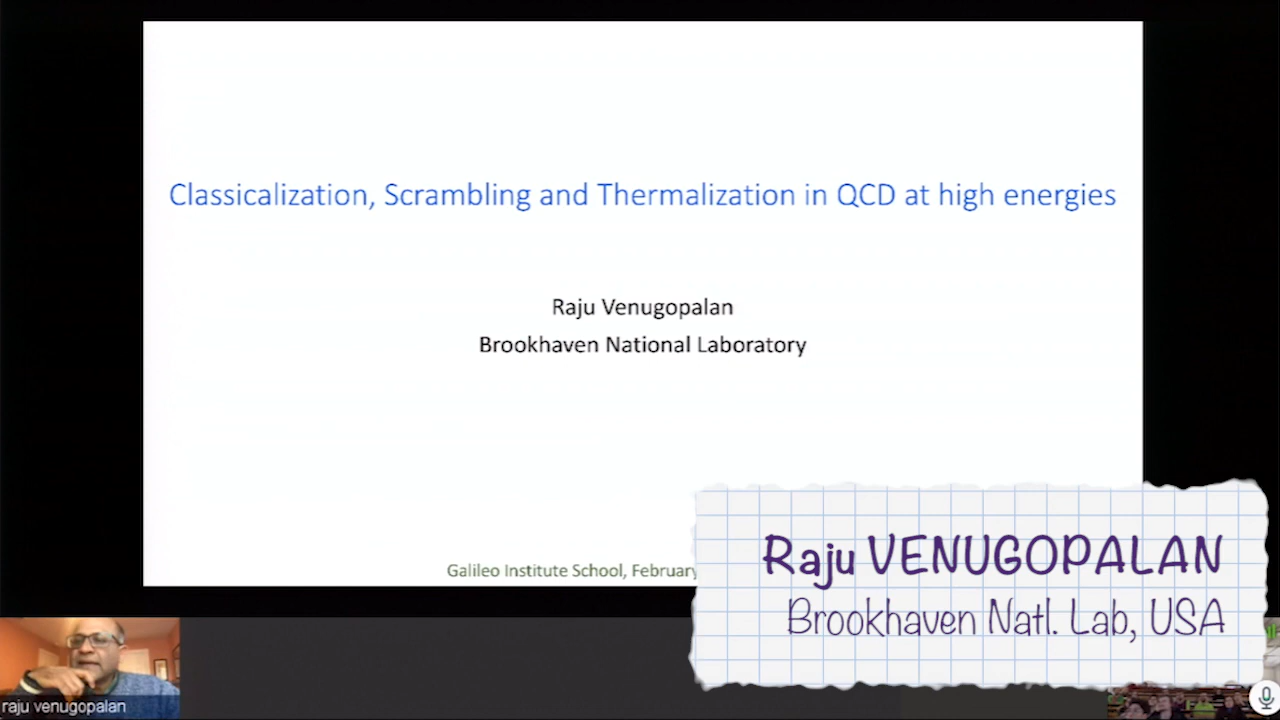 Classicalization, Scrambling and Thermalization in QCD at high energies
Raju Venugopalan
Brookhaven National Laboratory
Galileo Institute School, February
Raju VENUGOPALAN
Brookhaven Natl. Lab, USA
raju venugopalan